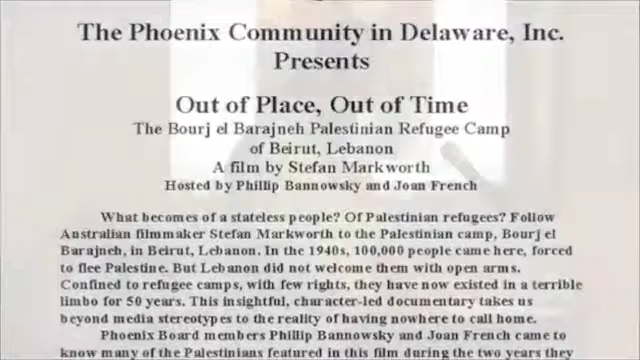 The Phoenix Community in Delaware, Inc.
Presents
Out of Place, Out of Time
The Bourj el Barajneh Palestinian Refugee Camp
of Beirut, Lebanon
A film by Stefan Markworth
Hosted by Phillip Bannowsky and Joan French
What becomes of a stateless people? Of Palestinian refugees? Follow
Australian filmmaker Stefan Markworth to the Palestinian camp, Bourj el
Barajneh, in Beirut, Lebanon. In the 1940s, 100,000 people came here, forced
to flee Palestine. But Lebanon did not welcome them with open arms.
Confined to refugee camps, with few rights, they have now existed in a terrible
limbo for 50 years. This insightful, character-led documentary takes us
beyond media stereotypes to the reality of having nowhere to call home.
Phoenix Board members Phillip Bannowsky and Joan French came to
know many of the Palestinians featured in this film during the two years they